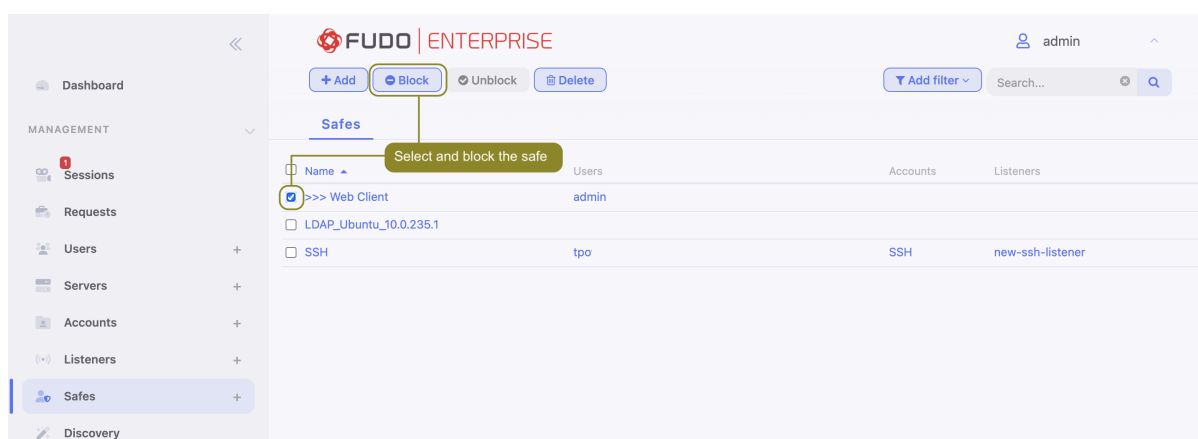 FUDO ENTERPRISE
admin
Dashboard
+ Add Block Unblock Delete Add filter Search...
MANAGEMENT
Safes
Select and block the safe
1
Sessions
Name Users Accounts Listeners
>>> Web Client admin
Requests
LDAP_Ubuntu_10.0.235.1
Users +
SSH tpo SSH new-ssh-listener
Servers +
Accounts +
Listeners +
Safes +
Discovery